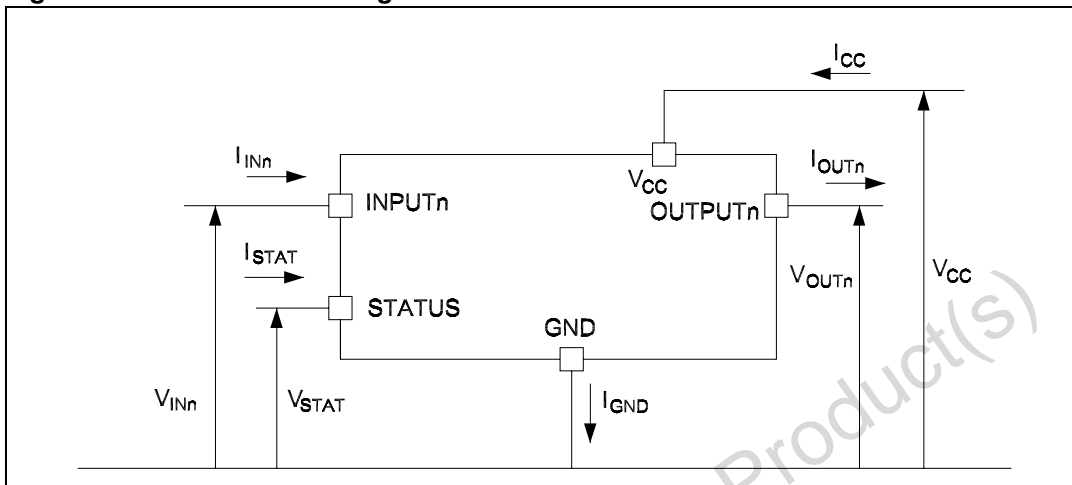 I_CC
I_INn
V_CC
I_OUTn
INPUTn
OUTPUTn
I_STAT
V_OUTn
V_CC
STATUS
GND
V_INn
V_STAT
I_GND
Product(s)